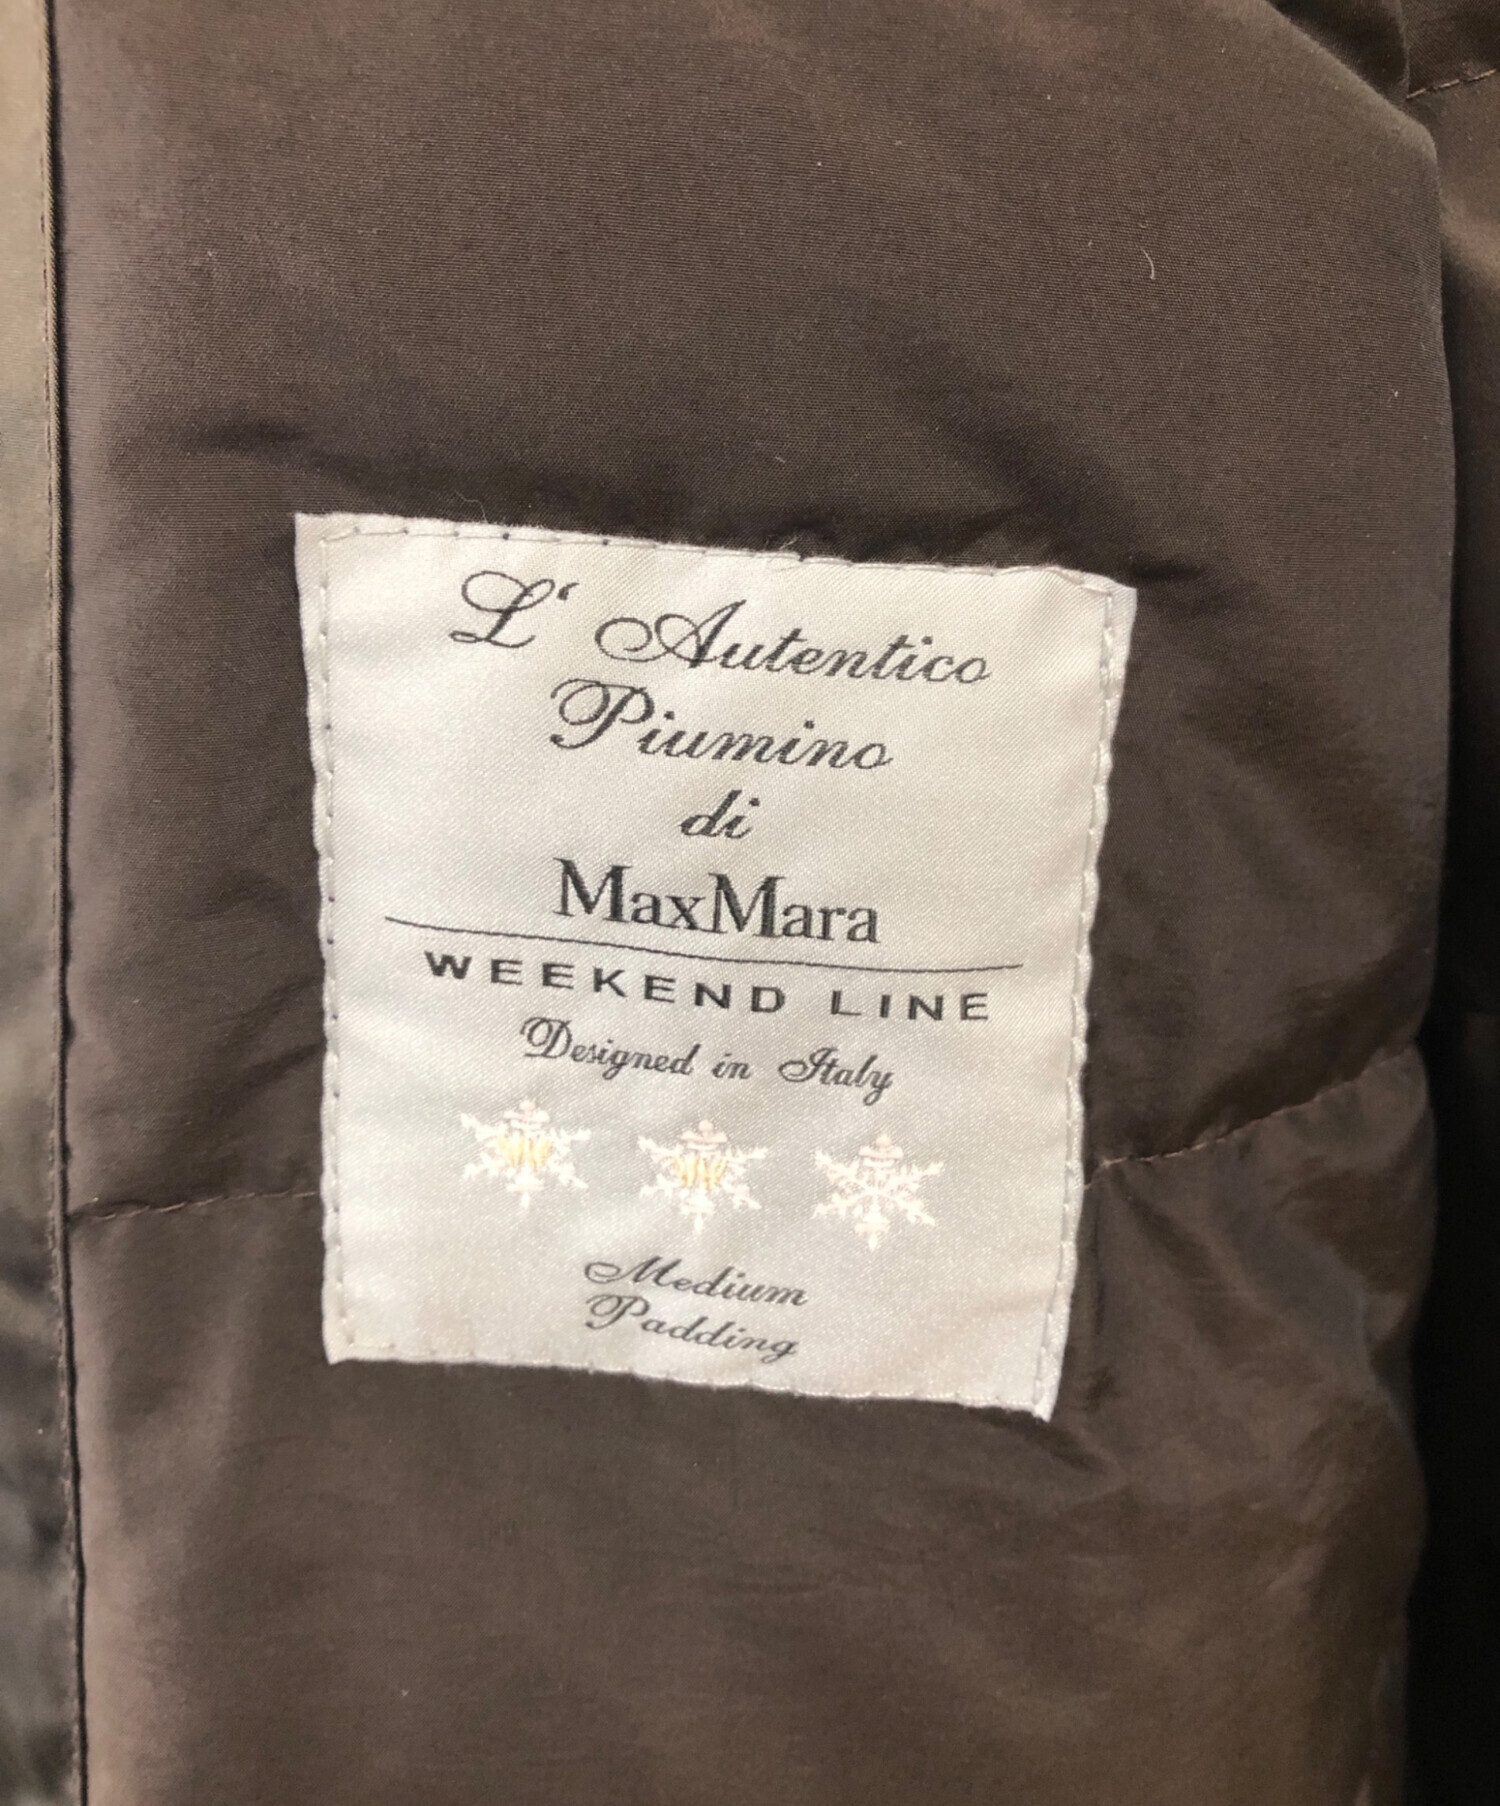 L' Autentico
Piumino
di
MaxMara
WEEKEND LINE
Designed in Italy
Medium
Padding